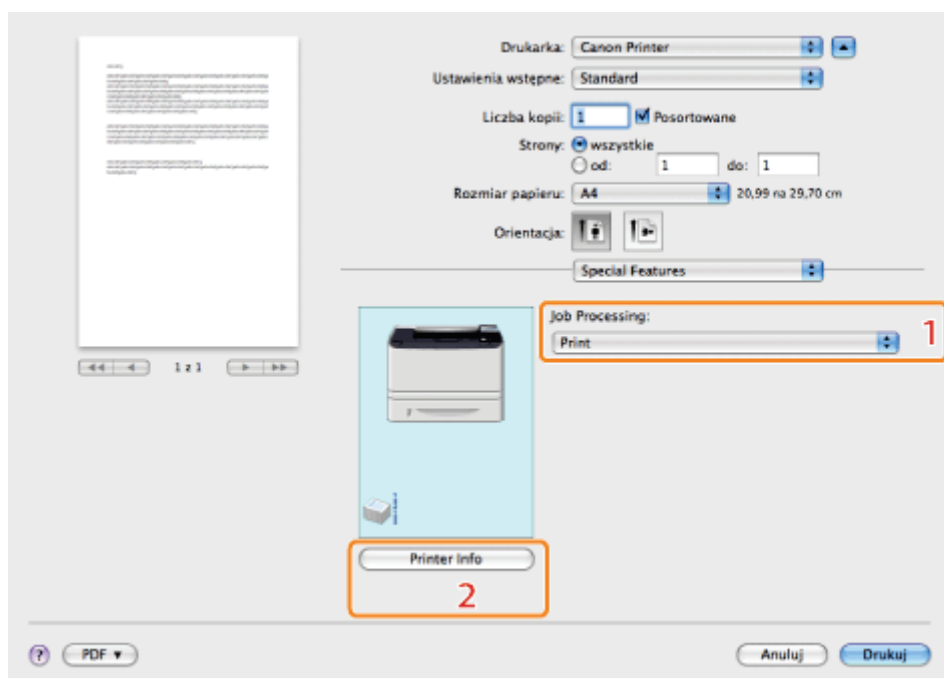 Drukarka: Canon Printer
Ustawienia wstępne: Standard
Liczba kopii: 1 Posortowane
Strony: wszystkie
od: 1 do: 1
Rozmiar papieru: A4 20,99 na 29,70 cm
Orientacja:
Special Features
Job Processing:
Print
1
1 z 1
Printer Info
2
? PDF Anuluj Drukuj